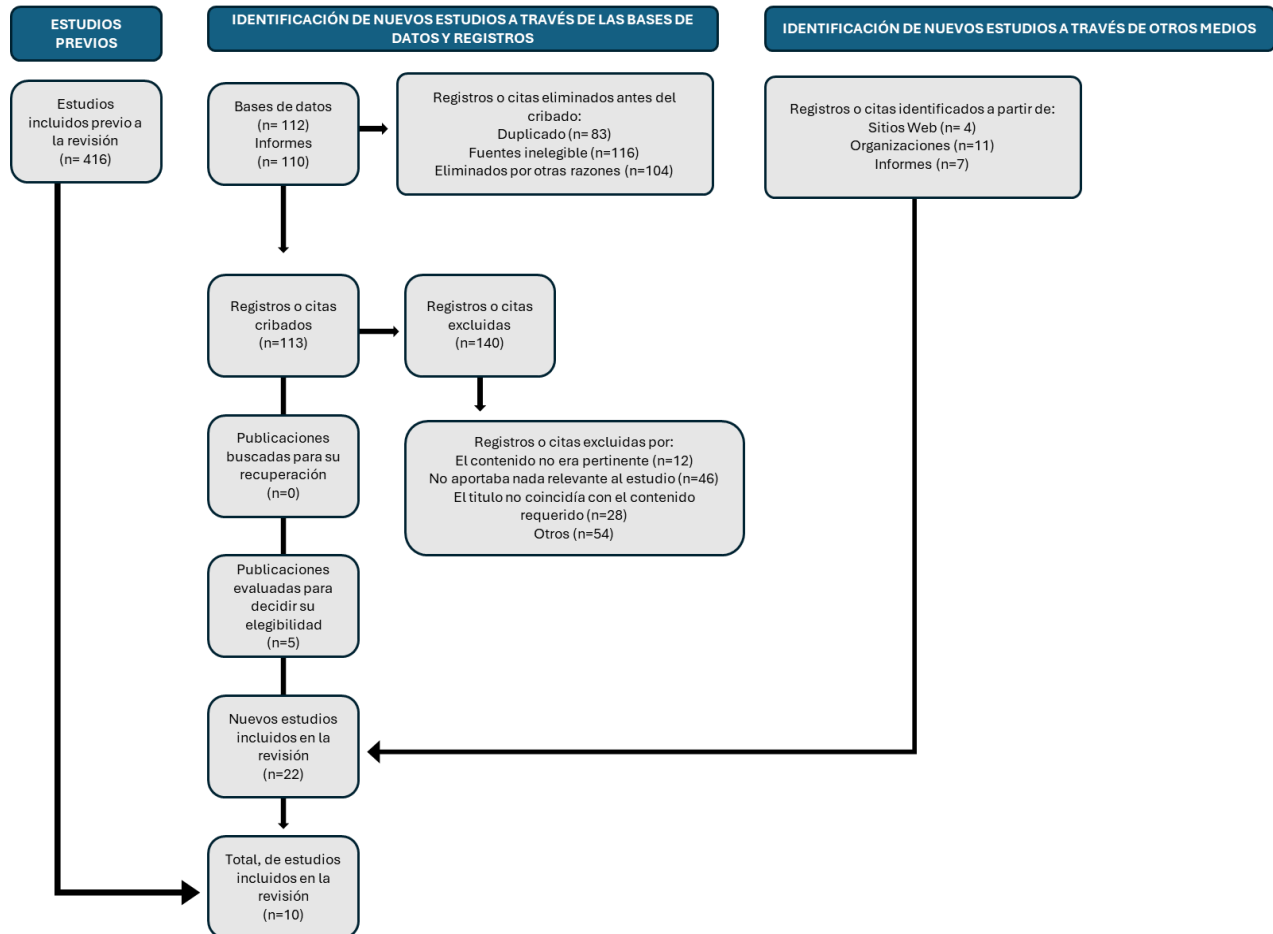 ESTUDIOS
PREVIOS
IDENTIFICACIÓN DE NUEVOS ESTUDIOS A TRAVÉS DE LAS BASES DE
DATOS Y REGISTROS
IDENTIFICACIÓN DE NUEVOS ESTUDIOS A TRAVÉS DE OTROS MEDIOS
Estudios
incluidos previo a
la revisión
(n= 416)
Bases de datos
(n= 112)
Informes
(n= 110)
Registros o citas eliminados antes del
cribado:
Duplicado (n= 83)
Fuentes inelegible (n=116)
Eliminados por otras razones (n=104)
Registros o citas identificados a partir de:
Sitios Web (n= 4)
Organizaciones (n=11)
Informes (n=7)
Registros o citas
cribados
(n=113)
Registros o citas
excluidas
(n=140)
Publicaciones
buscadas para su
recuperación
(n=0)
Registros o citas excluidas por:
El contenido no era pertinente (n=12)
No aportaba nada relevante al estudio (n=46)
El titulo no coincidía con el contenido
requerido (n=28)
Otros (n=54)
Publicaciones
evaluadas para
decidir su
elegibilidad
(n=5)
Nuevos estudios
incluidos en la
revisión
(n=22)
Total, de estudios
incluidos en la
revisión
(n=10)